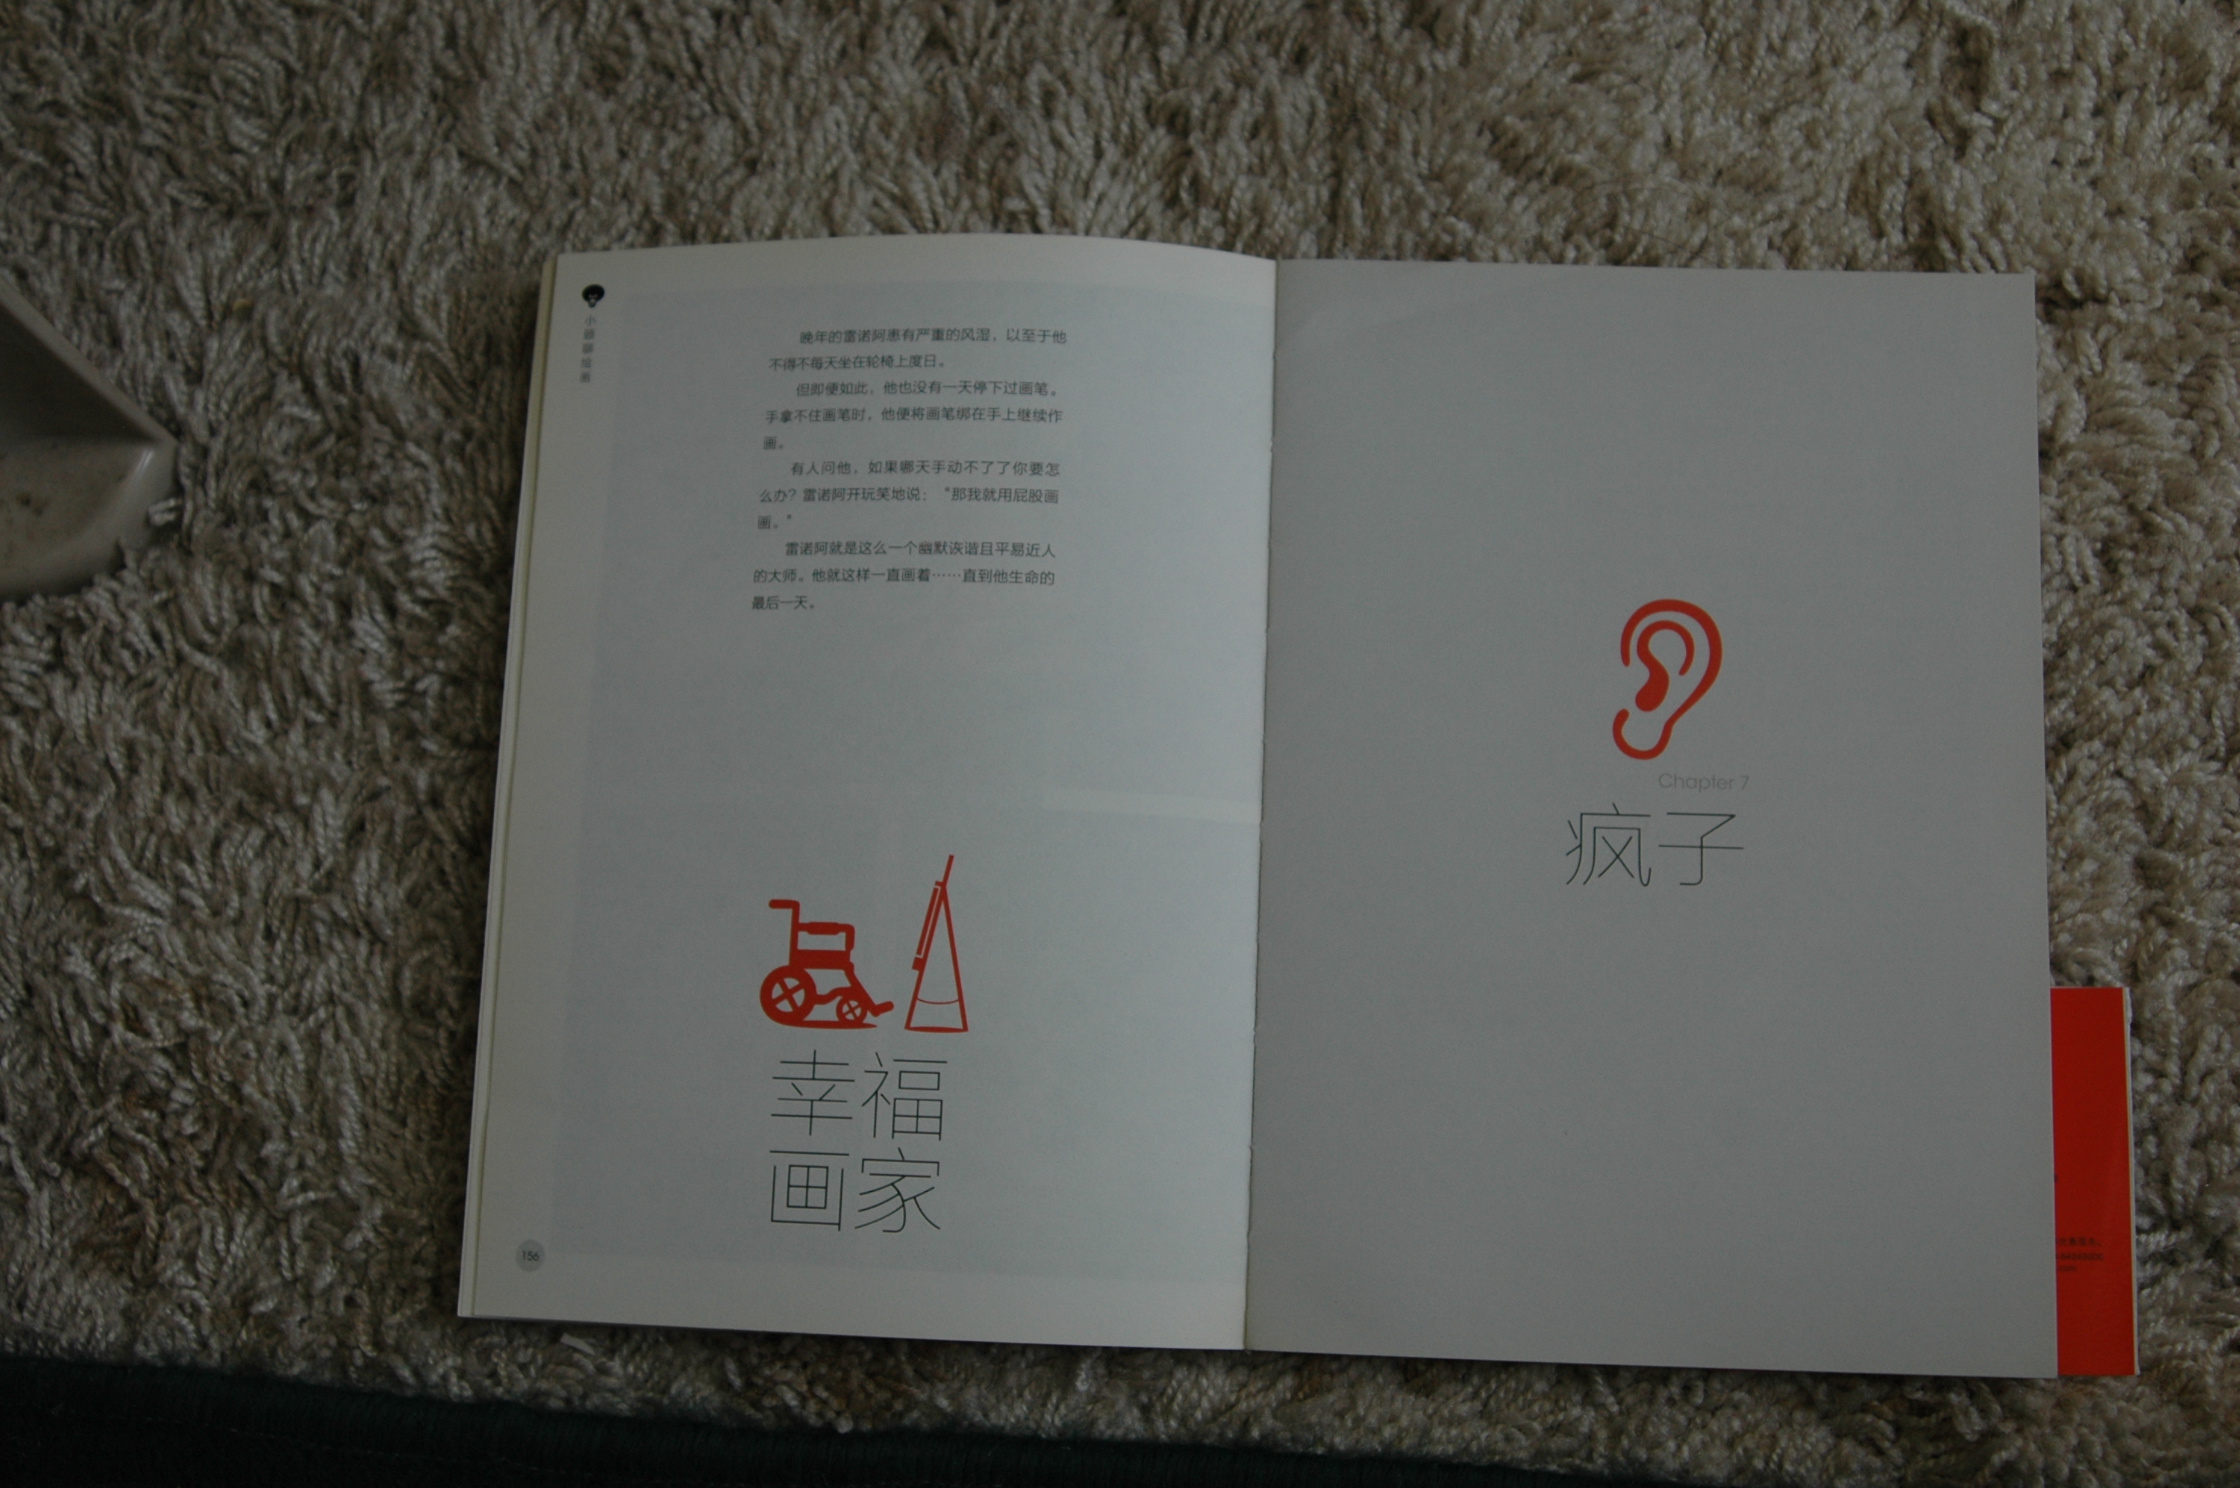 晚年的雷诺阿患有严重的风湿，以至于他
不得不每天坐在轮椅上度日。
但即便如此，他也没有一天停下过画笔。
手拿不住画笔时，他便将画笔绑在手上继续作
画。
有人问他，如果哪天手动不了了你要怎
么办？雷诺阿开玩笑地说：“那我就用屁股画
画。”
雷诺阿就是这么一个幽默诙谐且平易近人
的大师。他就这样一直画着……直到他生命的
最后一天。
幸福
画家
156
Chapter 7
疯子